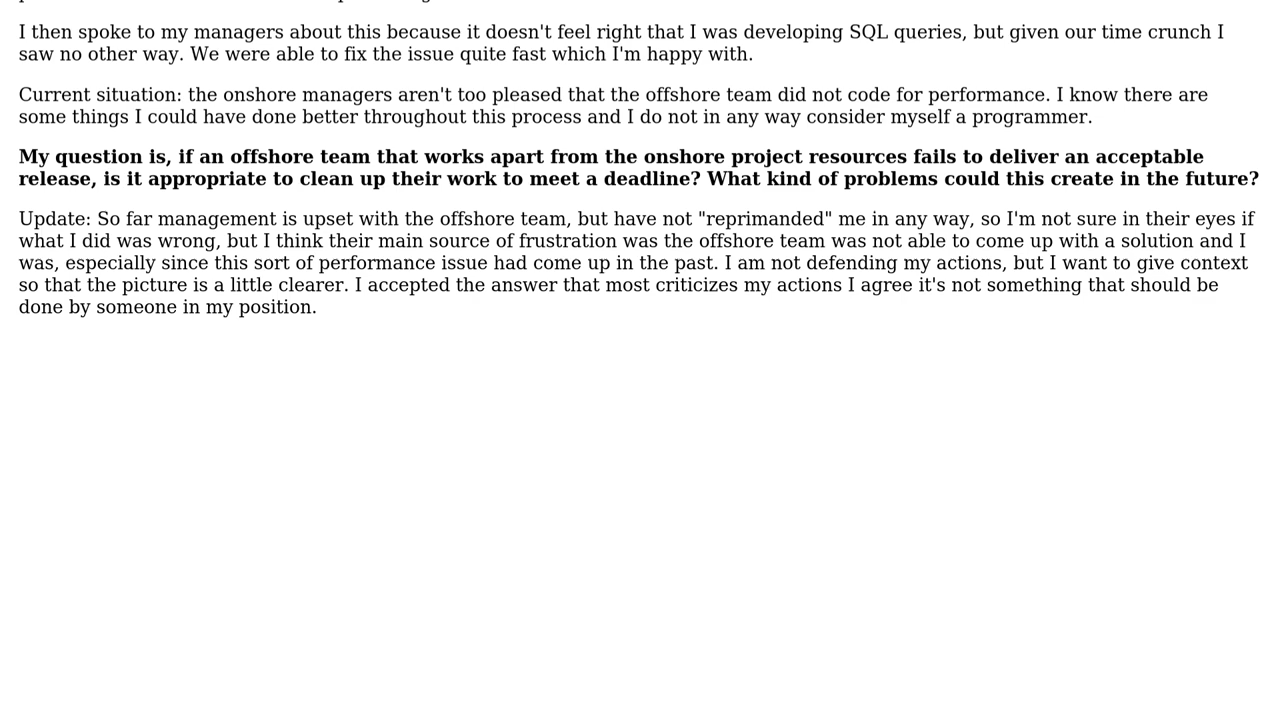 I then spoke to my managers about this because it doesn't feel right that I was developing SQL queries, but given our time crunch I
saw no other way. We were able to fix the issue quite fast which I'm happy with.
Current situation: the onshore managers aren't too pleased that the offshore team did not code for performance. I know there are
some things I could have done better throughout this process and I do not in any way consider myself a programmer.
My question is, if an offshore team that works apart from the onshore project resources fails to deliver an acceptable
release, is it appropriate to clean up their work to meet a deadline? What kind of problems could this create in the future?
Update: So far management is upset with the offshore team, but have not "reprimanded" me in any way, so I'm not sure in their eyes if
what I did was wrong, but I think their main source of frustration was the offshore team was not able to come up with a solution and I
was, especially since this sort of performance issue had come up in the past. I am not defending my actions, but I want to give context
so that the picture is a little clearer. I accepted the answer that most criticizes my actions I agree it's not something that should be
done by someone in my position.